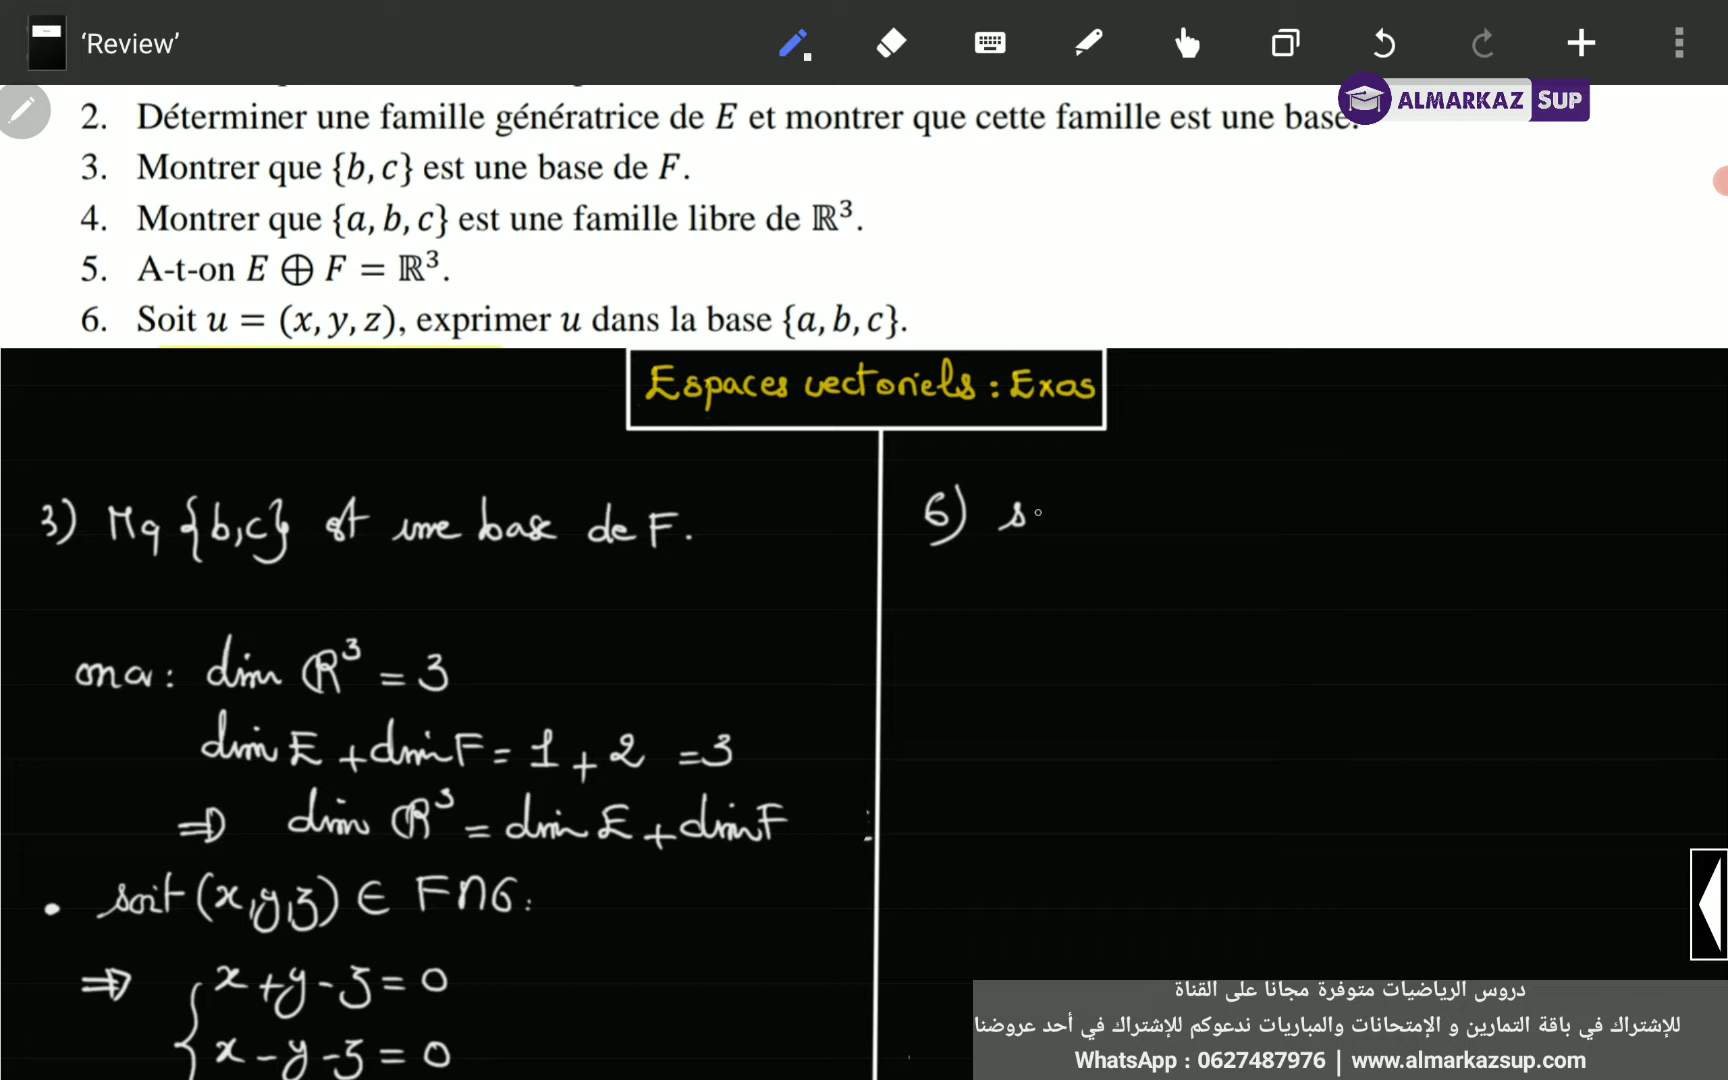 ‘Review’
ALMARKAZ SUP
2. Déterminer une famille génératrice de E et montrer que cette famille est une base.
3. Montrer que {b, c} est une base de F.
4. Montrer que {a, b, c} est une famille libre de ℝ³.
5. A-t-on E ⊕ F = ℝ³.
6. Soit u = (x, y, z), exprimer u dans la base {a, b, c}.
Espaces vectoriels : Exos
3) Mq {b,c} est une base de F.
on a : dim ℝ³ = 3
dim E + dim F = 1 + 2 = 3
⇒ dim ℝ³ = dim E + dim F
• soit (x,y,z) ∈ F∩G :
⇒ { x + y - z = 0
x - y - z = 0
6) s
دروس الرياضيات متوفرة مجانا على القناة
للإشتراك في باقة التمارين و الإمتحانات والمباريات ندعوكم للإشتراك في أحد عروضنا
WhatsApp : 0627487976 | www.almarkazsup.com